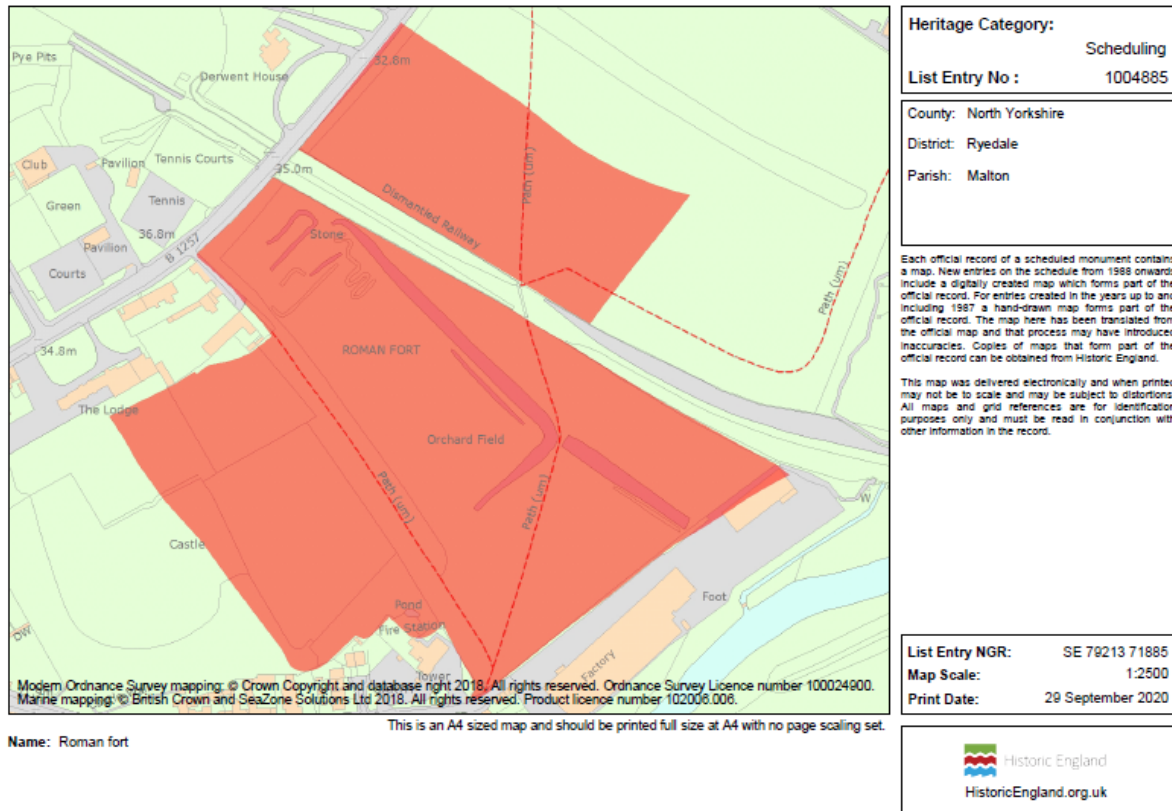 Pye Pits
Derwent House
32.8m
Club
Pavilion
Tennis Courts
35.0m
Path (um)
Green
Tennis
Dismantled Railway
36.8m
Stone
Pavilion
B 1257
Courts
Path (um)
34.8m
ROMAN FORT
The Lodge
Orchard Field
Path (um)
Path (um)
W
Castle
Pond
Foot
DW
Fire Station
Tower
Factory
Modern Ordnance Survey mapping: © Crown Copyright and database right 2018. All rights reserved. Ordnance Survey Licence number 100024900.
Marine mapping: © British Crown and SeaZone Solutions Ltd 2018. All rights reserved. Product licence number 102006.006.
This is an A4 sized map and should be printed full size at A4 with no page scaling set.
Name: Roman fort
Heritage Category:
Scheduling
List Entry No : 1004885
County: North Yorkshire
District: Ryedale
Parish: Malton
Each official record of a scheduled monument contains
a map. New entries on the schedule from 1988 onwards
include a digitally created map which forms part of the
official record. For entries created in the years up to and
including 1987 a hand-drawn map forms part of the
official record. The map here has been translated from
the official map and that process may have introduced
inaccuracies. Copies of maps that form part of the
official record can be obtained from Historic England.
This map was delivered electronically and when printed
may not be to scale and may be subject to distortions.
All maps and grid references are for identification
purposes only and must be read in conjunction with
other information in the record.
List Entry NGR: SE 79213 71885
Map Scale: 1:2500
Print Date: 29 September 2020
Historic England
HistoricEngland.org.uk